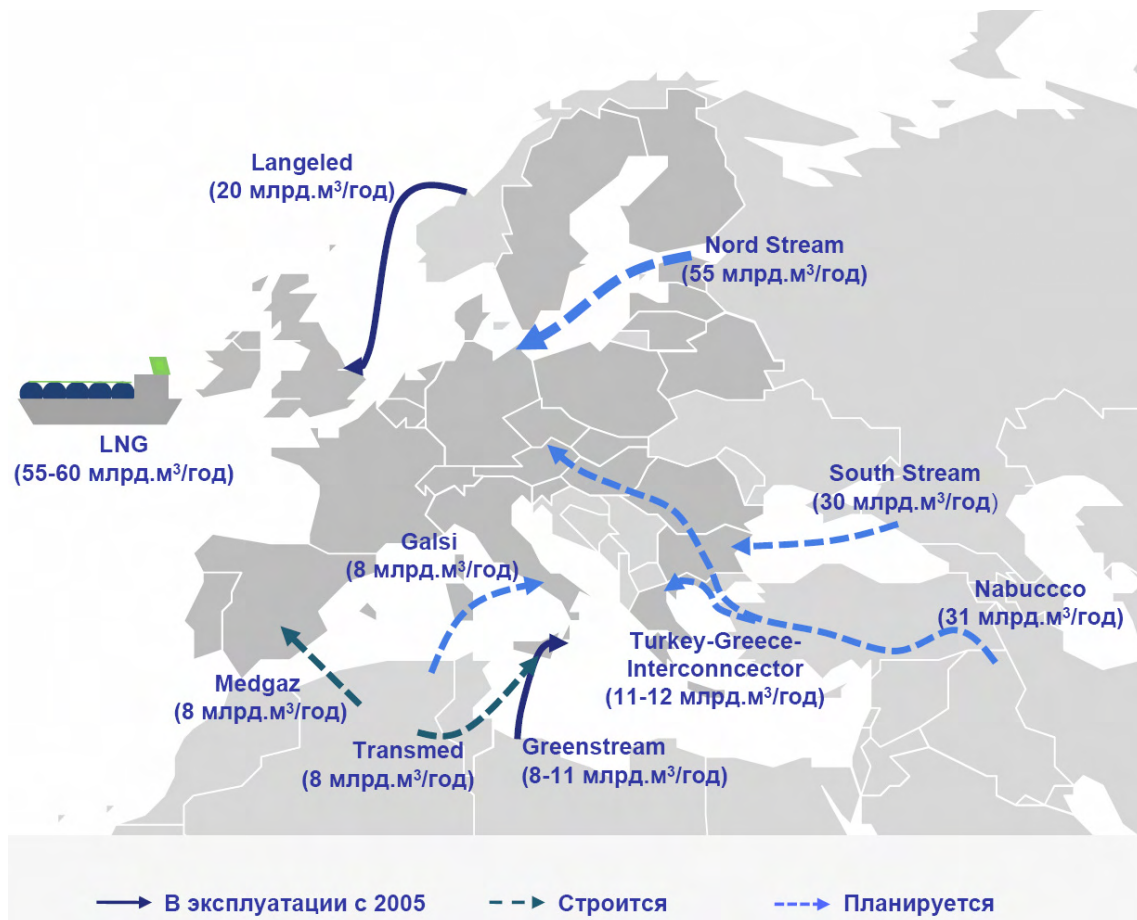 Langeled
(20 млрд.м³/год)
Nord Stream
(55 млрд.м³/год)
LNG
(55-60 млрд.м³/год)
South Stream
(30 млрд.м³/год)
Galsi
(8 млрд.м³/год)
Nabuccco
(31 млрд.м³/год)
Turkey-Greece-
Interconncector
(11-12 млрд.м³/год)
Medgaz
(8 млрд.м³/год)
Transmed
(8 млрд.м³/год)
Greenstream
(8-11 млрд.м³/год)
В эксплуатации с 2005
Строится
Планируется